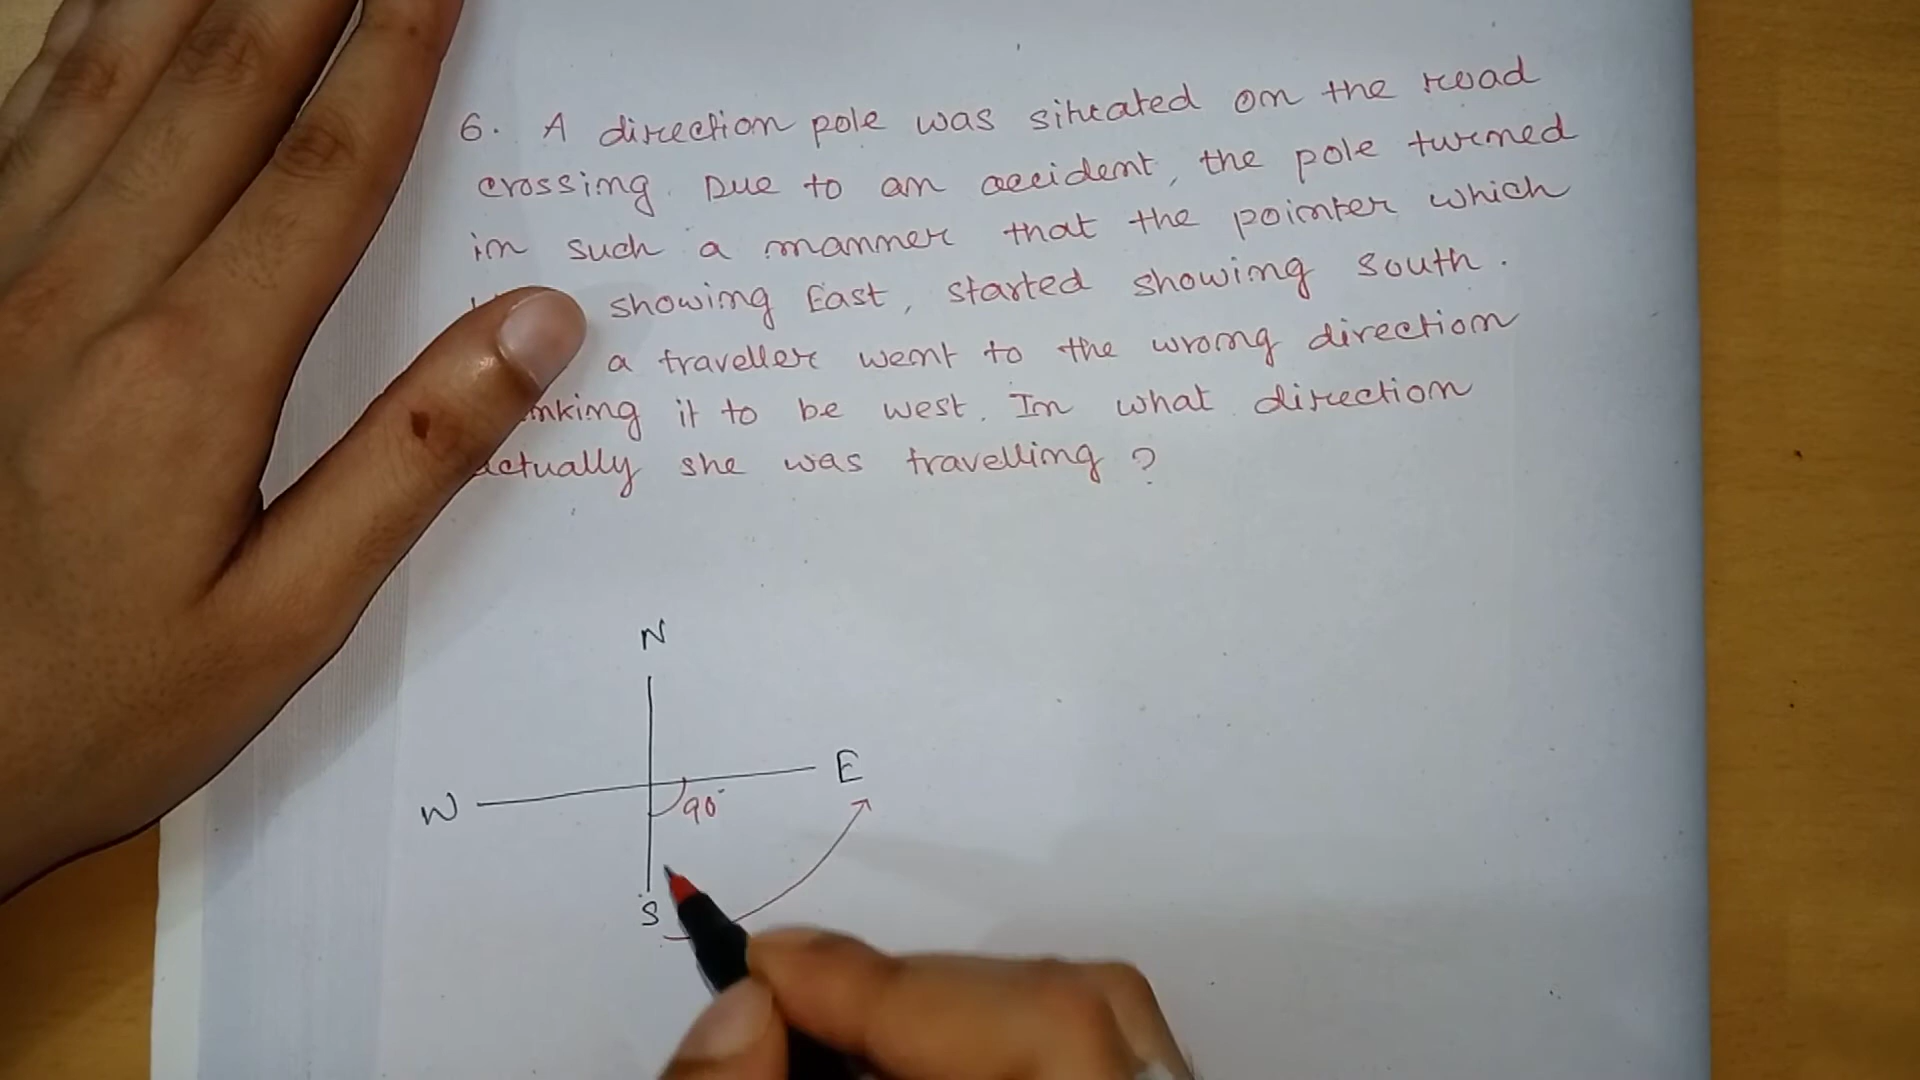 6. A direction pole was situated on the road
crossing. Due to an accident, the pole turned
in such a manner that the pointer which
showing East, started showing south.
a traveller went to the wrong direction
nking it to be west. In what direction
actually she was travelling ?
N
E
W
90°
S